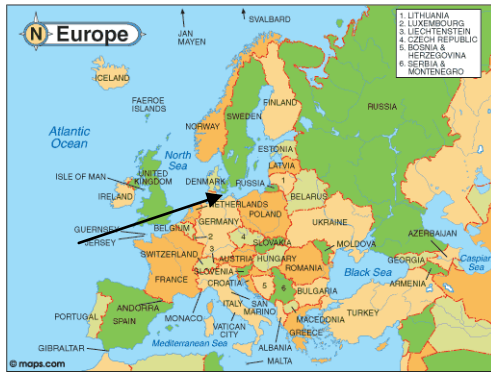 N Europe
JAN
MAYEN
SVALBARD
1. LITHUANIA
2. LUXEMBOURG
3. LIECHTENSTEIN
4. CZECH REPUBLIC
5. BOSNIA &
HERZEGOVINA
6. SERBIA &
MONTENEGRO
ICELAND
FAEROE
ISLANDS
FINLAND
RUSSIA
SWEDEN
NORWAY
Atlantic
Ocean
ESTONIA
North
Sea
LATVIA
ISLE OF MAN
UNITED
KINGDOM
DENMARK
RUSSIA
1
IRELAND
BELARUS
NETHERLANDS
POLAND
GUERNSEY
JERSEY
BELGIUM
GERMANY
UKRAINE
2
4
SLOVAKIA
MOLDOVA
AZERBAIJAN
SWITZERLAND
3
AUSTRIA
HUNGARY
GEORGIA
Caspian
Sea
SLOVENIA
ROMANIA
Black Sea
FRANCE
CROATIA
5
6
ARMENIA
BULGARIA
ANDORRA
ITALY
SAN
MARINO
PORTUGAL
SPAIN
MONACO
MACEDONIA
TURKEY
VATICAN
CITY
GREECE
Mediterranean Sea
GIBRALTAR
ALBANIA
MALTA
© maps.com